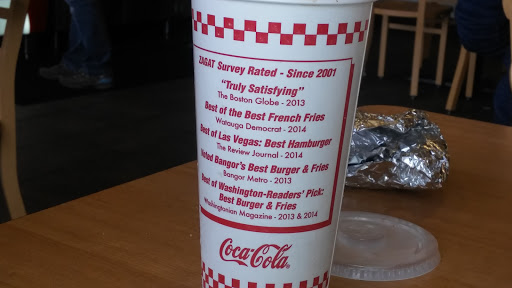 ZAGAT Survey Rated - Since 2001
"Truly Satisfying"
The Boston Globe - 2013
Best of the Best French Fries
Watauga Democrat - 2014
Best of Las Vegas: Best Hamburger
The Review Journal - 2014
Voted Bangor's Best Burger & Fries
Bangor Metro - 2013
Best of Washington-Readers' Pick:
Best Burger & Fries
Washingtonian Magazine - 2013 & 2014
Coca-Cola®